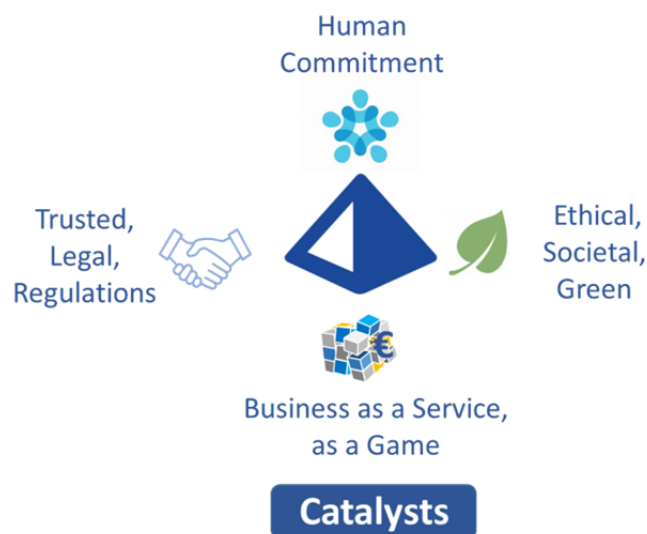 Human
Commitment
Trusted,
Legal,
Regulations
Ethical,
Societal,
Green
€
Business as a Service,
as a Game
Catalysts